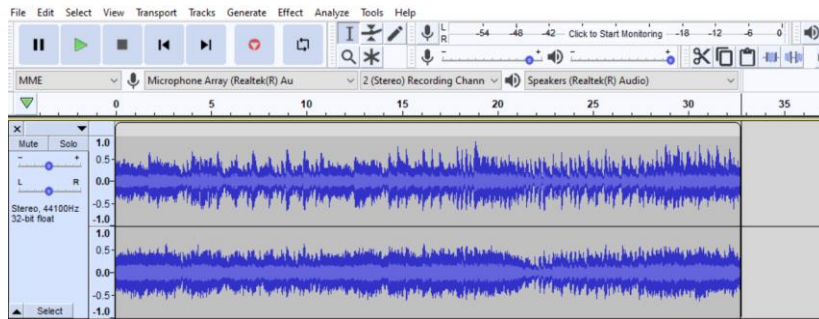 File Edit Select View Transport Tracks Generate Effect Analyze Tools Help
L R -54 -48 -42 Click to Start Monitoring -18 -12 -6 0
- +
- +
MME Microphone Array (Realtek(R) Au 2 (Stereo) Recording Chann Speakers (Realtek(R) Audio)
0 5 10 15 20 25 30 35
Mute Solo
- +
L R
Stereo, 44100Hz
32-bit float
1.0
0.5
0.0
-0.5
-1.0
1.0
0.5
0.0
-0.5
-1.0
Select